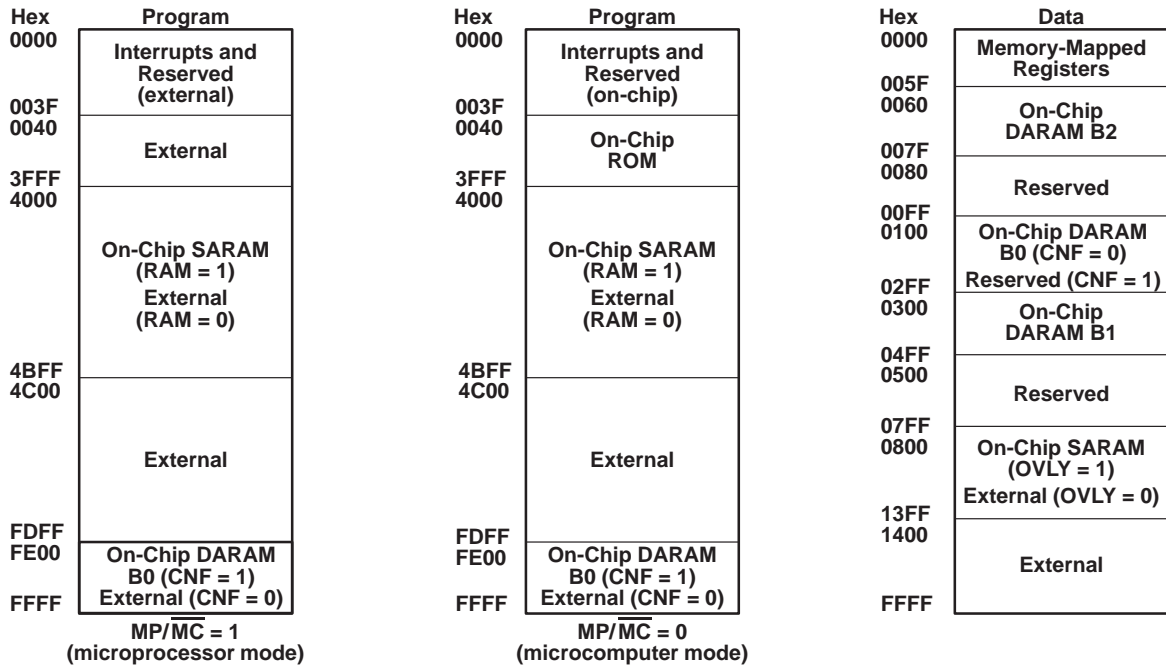 Hex Program
0000
Interrupts and
Reserved
(external)
003F
0040
External
3FFF
4000
On-Chip SARAM
(RAM = 1)
External
(RAM = 0)
4BFF
4C00
External
FDFF
FE00
On-Chip DARAM
B0 (CNF = 1)
External (CNF = 0)
FFFF
MP/M̅C̅ = 1
(microprocessor mode)
Hex Program
0000
Interrupts and
Reserved
(on-chip)
003F
0040
On-Chip
ROM
3FFF
4000
On-Chip SARAM
(RAM = 1)
External
(RAM = 0)
4BFF
4C00
External
FDFF
FE00
On-Chip DARAM
B0 (CNF = 1)
External (CNF = 0)
FFFF
MP/M̅C̅ = 0
(microcomputer mode)
Hex Data
0000
Memory-Mapped
Registers
005F
0060
On-Chip
DARAM B2
007F
0080
Reserved
00FF
0100
On-Chip DARAM
B0 (CNF = 0)
Reserved (CNF = 1)
02FF
0300
On-Chip
DARAM B1
04FF
0500
Reserved
07FF
0800
On-Chip SARAM
(OVLY = 1)
External (OVLY = 0)
13FF
1400
External
FFFF